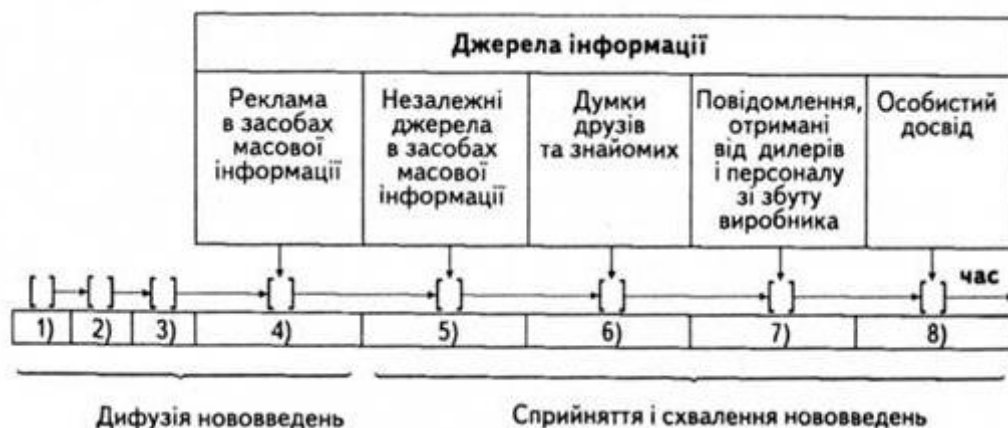 Джерела інформації
Реклама
в засобах
масової
інформації
Незалежні
джерела
в засобах
масової
інформації
Думки
друзів
та знайомих
Повідомлення,
отримані
від дилерів
і персоналу
зі збуту
виробника
Особистий
досвід
час
1) 2) 3) 4) 5) 6) 7) 8)
Дифузія нововведень
Сприйняття і схвалення нововведень